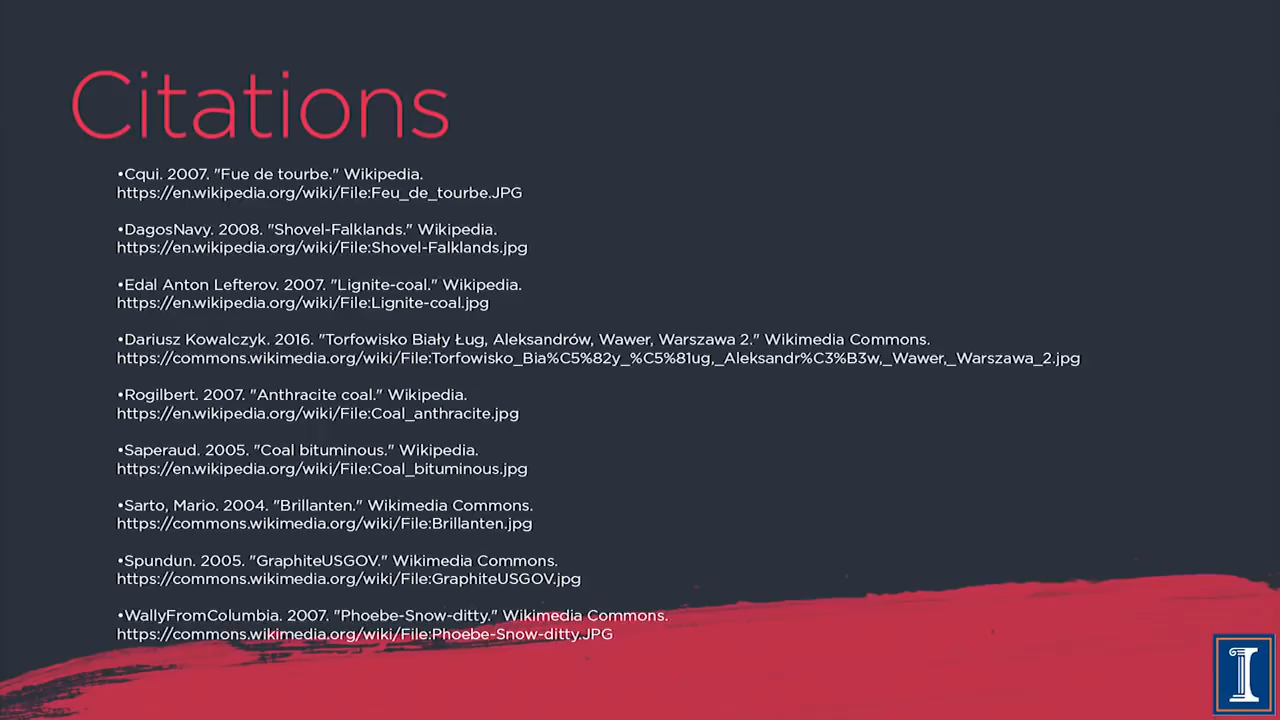 Citations
•Cqui. 2007. "Fue de tourbe." Wikipedia.
https://en.wikipedia.org/wiki/File:Feu_de_tourbe.JPG
•DagosNavy. 2008. "Shovel-Falklands." Wikipedia.
https://en.wikipedia.org/wiki/File:Shovel-Falklands.jpg
•Edal Anton Lefterov. 2007. "Lignite-coal." Wikipedia.
https://en.wikipedia.org/wiki/File:Lignite-coal.jpg
•Dariusz Kowalczyk. 2016. "Torfowisko Biały Ług, Aleksandrów, Wawer, Warszawa 2." Wikimedia Commons.
https://commons.wikimedia.org/wiki/File:Torfowisko_Bia%C5%82y_%C5%81ug,_Aleksandr%C3%B3w,_Wawer,_Warszawa_2.jpg
•Rogilbert. 2007. "Anthracite coal." Wikipedia.
https://en.wikipedia.org/wiki/File:Coal_anthracite.jpg
•Saperaud. 2005. "Coal bituminous." Wikipedia.
https://en.wikipedia.org/wiki/File:Coal_bituminous.jpg
•Sarto, Mario. 2004. "Brillanten." Wikimedia Commons.
https://commons.wikimedia.org/wiki/File:Brillanten.jpg
•Spundun. 2005. "GraphiteUSGOV." Wikimedia Commons.
https://commons.wikimedia.org/wiki/File:GraphiteUSGOV.jpg
•WallyFromColumbia. 2007. "Phoebe-Snow-ditty." Wikimedia Commons.
https://commons.wikimedia.org/wiki/File:Phoebe-Snow-ditty.JPG
I